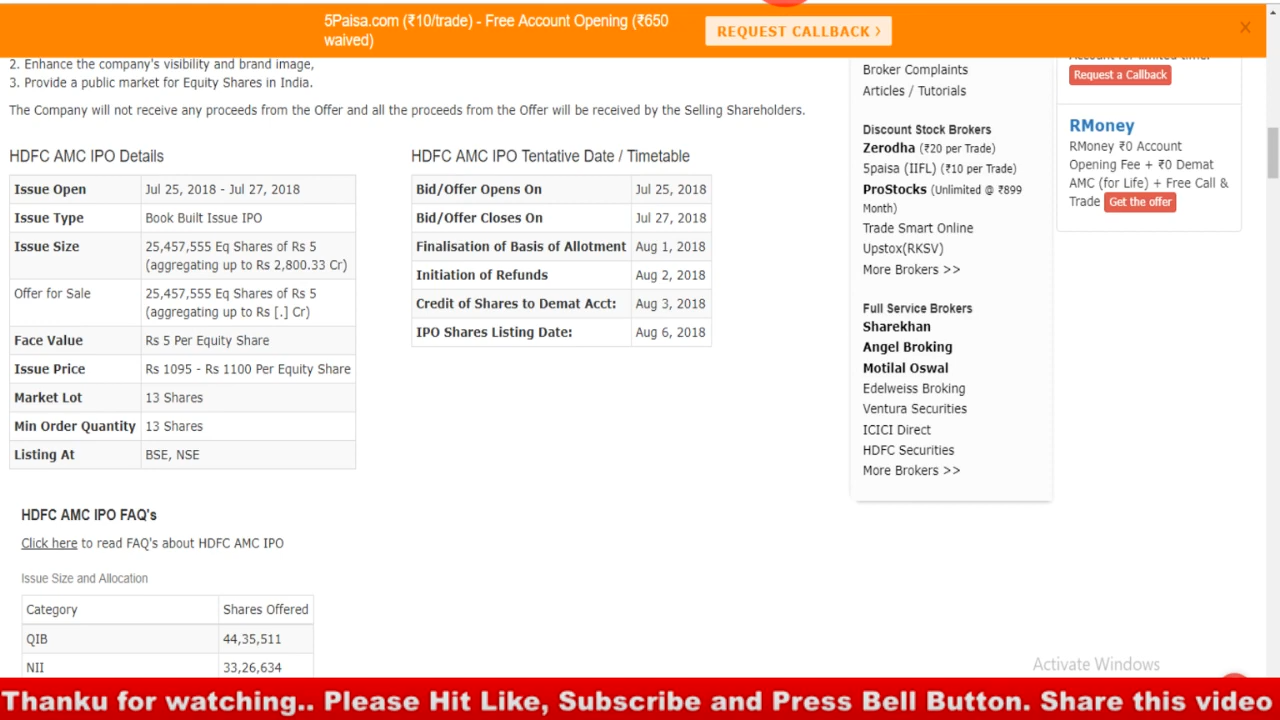 5Paisa.com (₹10/trade) - Free Account Opening (₹650
waived)
REQUEST CALLBACK
X
2. Enhance the company's visibility and brand image,
3. Provide a public market for Equity Shares in India.
The Company will not receive any proceeds from the Offer and all the proceeds from the Offer will be received by the Selling Shareholders.
HDFC AMC IPO Details
Issue Open Jul 25, 2018 - Jul 27, 2018
Issue Type Book Built Issue IPO
Issue Size 25,457,555 Eq Shares of Rs 5
(aggregating up to Rs 2,800.33 Cr)
Offer for Sale 25,457,555 Eq Shares of Rs 5
(aggregating up to Rs [.] Cr)
Face Value Rs 5 Per Equity Share
Issue Price Rs 1095 - Rs 1100 Per Equity Share
Market Lot 13 Shares
Min Order Quantity 13 Shares
Listing At BSE, NSE
HDFC AMC IPO Tentative Date / Timetable
Bid/Offer Opens On Jul 25, 2018
Bid/Offer Closes On Jul 27, 2018
Finalisation of Basis of Allotment Aug 1, 2018
Initiation of Refunds Aug 2, 2018
Credit of Shares to Demat Acct: Aug 3, 2018
IPO Shares Listing Date: Aug 6, 2018
HDFC AMC IPO FAQ's
Click here to read FAQ's about HDFC AMC IPO
Issue Size and Allocation
Category Shares Offered
QIB 44,35,511
NII 33,26,634
Broker Complaints
Articles / Tutorials
Discount Stock Brokers
Zerodha (₹20 per Trade)
5paisa (IIFL) (₹10 per Trade)
ProStocks (Unlimited @ ₹899
Month)
Trade Smart Online
Upstox(RKSV)
More Brokers >>
Full Service Brokers
Sharekhan
Angel Broking
Motilal Oswal
Edelweiss Broking
Ventura Securities
ICICI Direct
HDFC Securities
More Brokers >>
Request a Callback
RMoney
RMoney ₹0 Account
Opening Fee + ₹0 Demat
AMC (for Life) + Free Call &
Trade Get the offer
Activate Windows
Thanku for watching.. Please Hit Like, Subscribe and Press Bell Button. Share this video